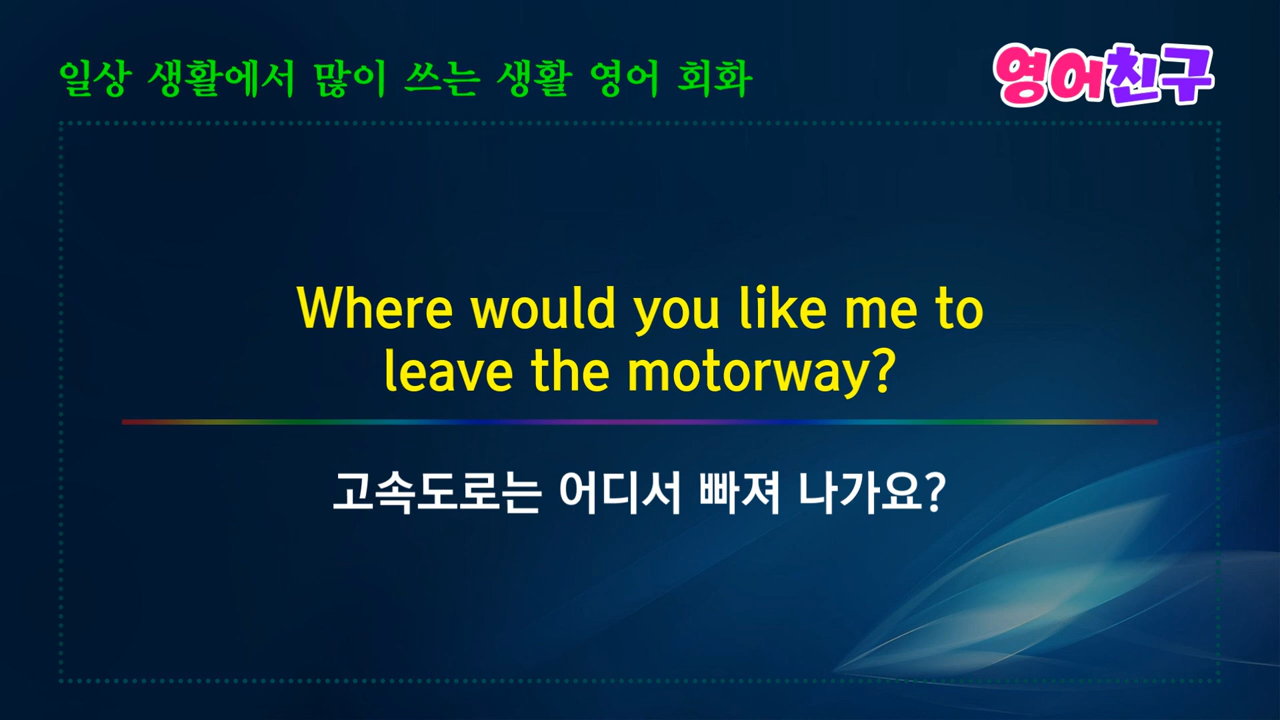 일상 생활에서 많이 쓰는 생활 영어 회화
영어친구
Where would you like me to
leave the motorway?
고속도로는 어디서 빠져 나가요?